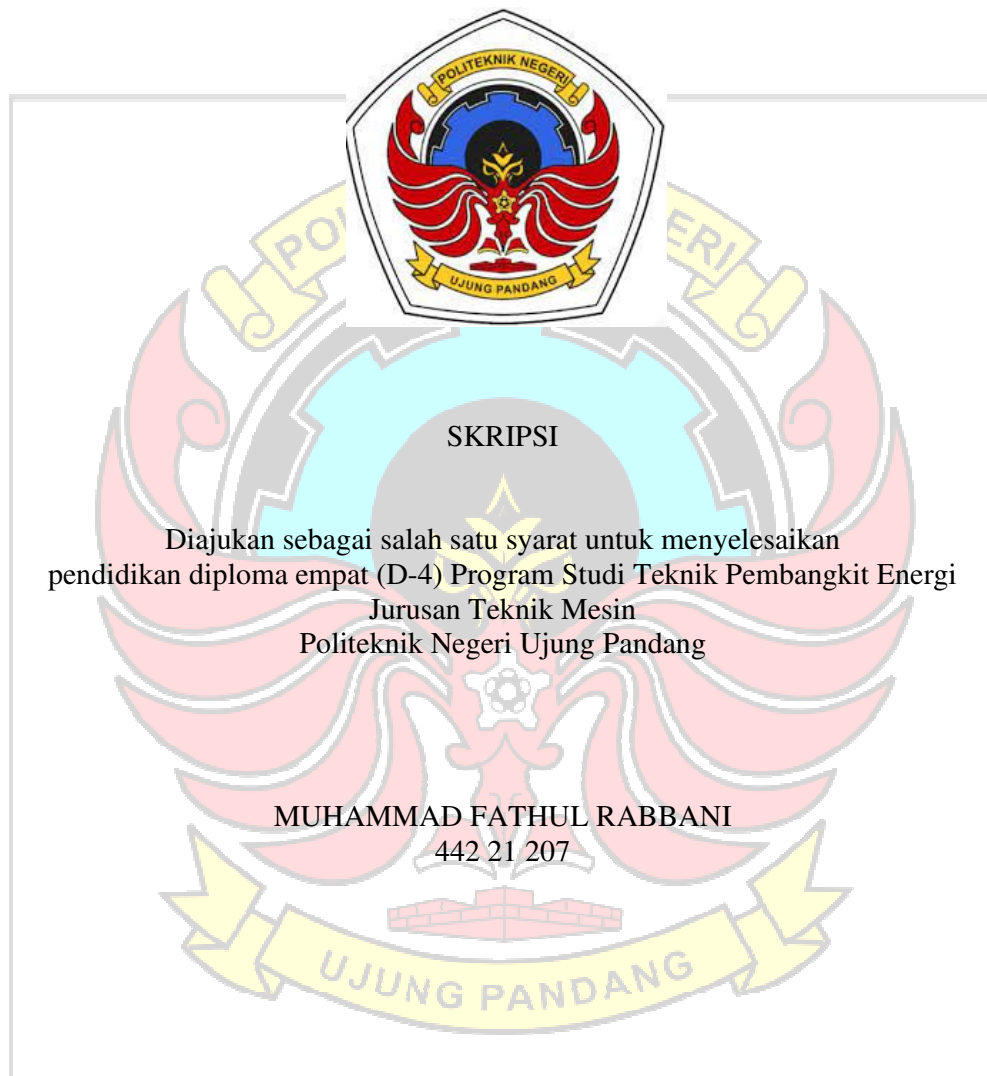 POLITEKNIK NEGERI
UJUNG PANDANG
SKRIPSI
Diajukan sebagai salah satu syarat untuk menyelesaikan
pendidikan diploma empat (D-4) Program Studi Teknik Pembangkit Energi
Jurusan Teknik Mesin
Politeknik Negeri Ujung Pandang
MUHAMMAD FATHUL RABBANI
442 21 207
UJUNG PANDANG